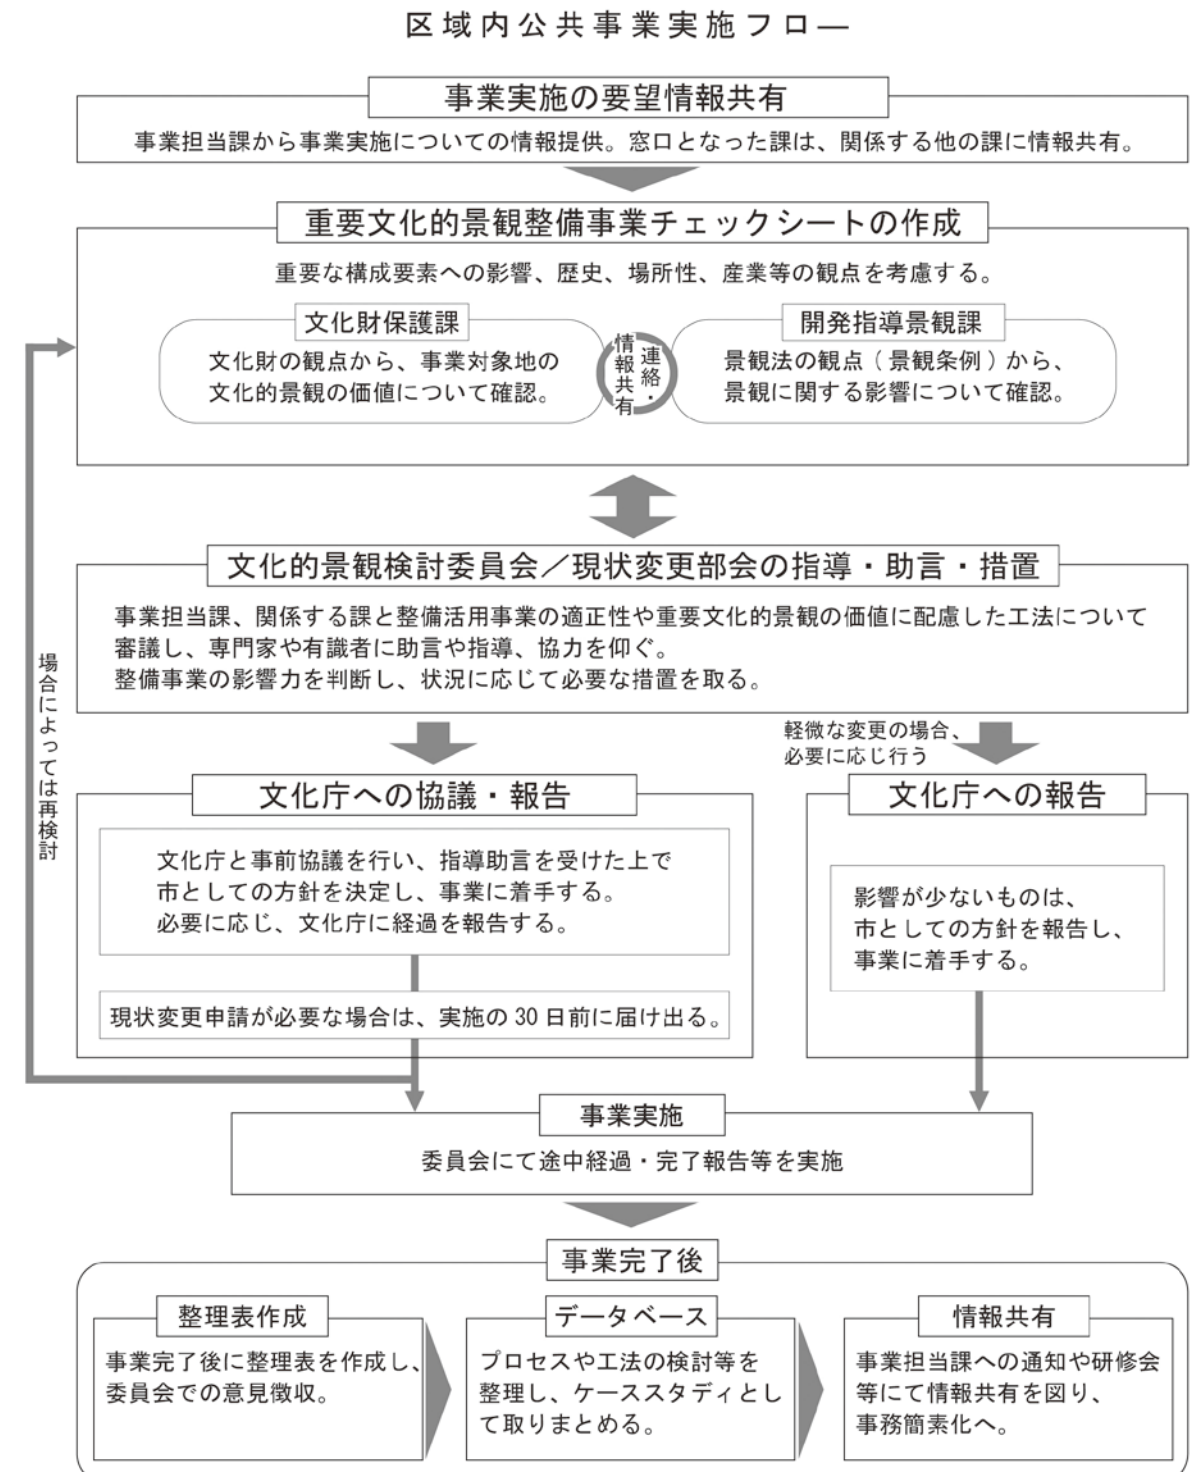 区域内公共事業実施フロー
事業実施の要望情報共有
事業担当課から事業実施についての情報提供。窓口となった課は、関係する他の課に情報共有。
重要文化的景観整備事業チェックシートの作成
重要な構成要素への影響、歴史、場所性、産業等の観点を考慮する。
文化財保護課
文化財の観点から、事業対象地の
文化的景観の価値について確認。
連絡・
情報共有
開発指導景観課
景観法の観点（景観条例）から、
景観に関する影響について確認。
文化的景観検討委員会／現状変更部会の指導・助言・措置
事業担当課、関係する課と整備活用事業の適正性や重要文化的景観の価値に配慮した工法について
審議し、専門家や有識者に助言や指導、協力を仰ぐ。
整備事業の影響力を判断し、状況に応じて必要な措置を取る。
場合によっては再検討
軽微な変更の場合、
必要に応じ行う
文化庁への協議・報告
文化庁と事前協議を行い、指導助言を受けた上で
市としての方針を決定し、事業に着手する。
必要に応じ、文化庁に経過を報告する。
現状変更申請が必要な場合は、実施の30日前に届け出る。
文化庁への報告
影響が少ないものは、
市としての方針を報告し、
事業に着手する。
事業実施
委員会にて途中経過・完了報告等を実施
事業完了後
整理表作成
事業完了後に整理表を作成し、
委員会での意見徴収。
データベース
プロセスや工法の検討等を
整理し、ケーススタディとし
て取りまとめる。
情報共有
事業担当課への通知や研修会
等にて情報共有を図り、
事務簡素化へ。